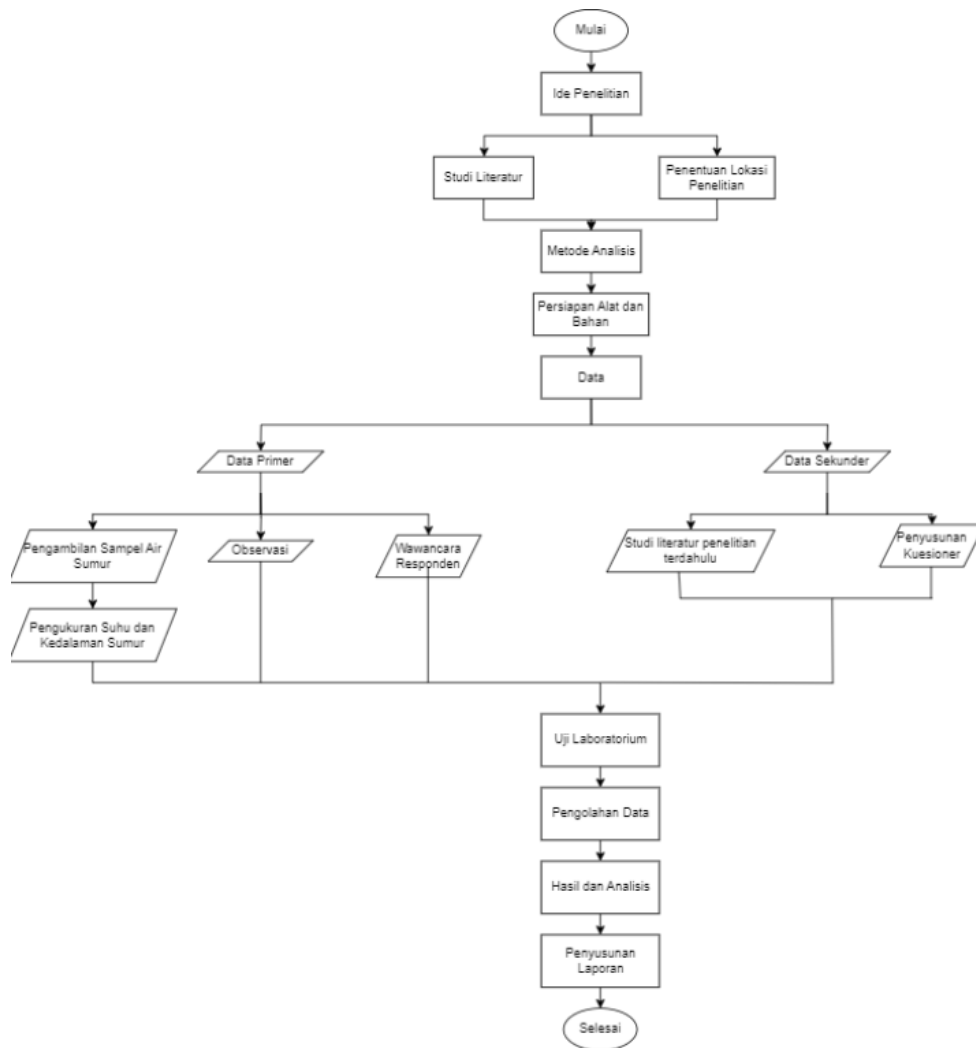 Mulai
Ide Penelitian
Studi Literatur
Penentuan Lokasi
Penelitian
Metode Analisis
Persiapan Alat dan
Bahan
Data
Data Primer
Data Sekunder
Pengambilan Sampel Air
Sumur
Observasi
Wawancara
Responden
Studi literatur penelitian
terdahulu
Penyusunan
Kuesioner
Pengukuran Suhu dan
Kedalaman Sumur
Uji Laboratorium
Pengolahan Data
Hasil dan Analisis
Penyusunan
Laporan
Selesai